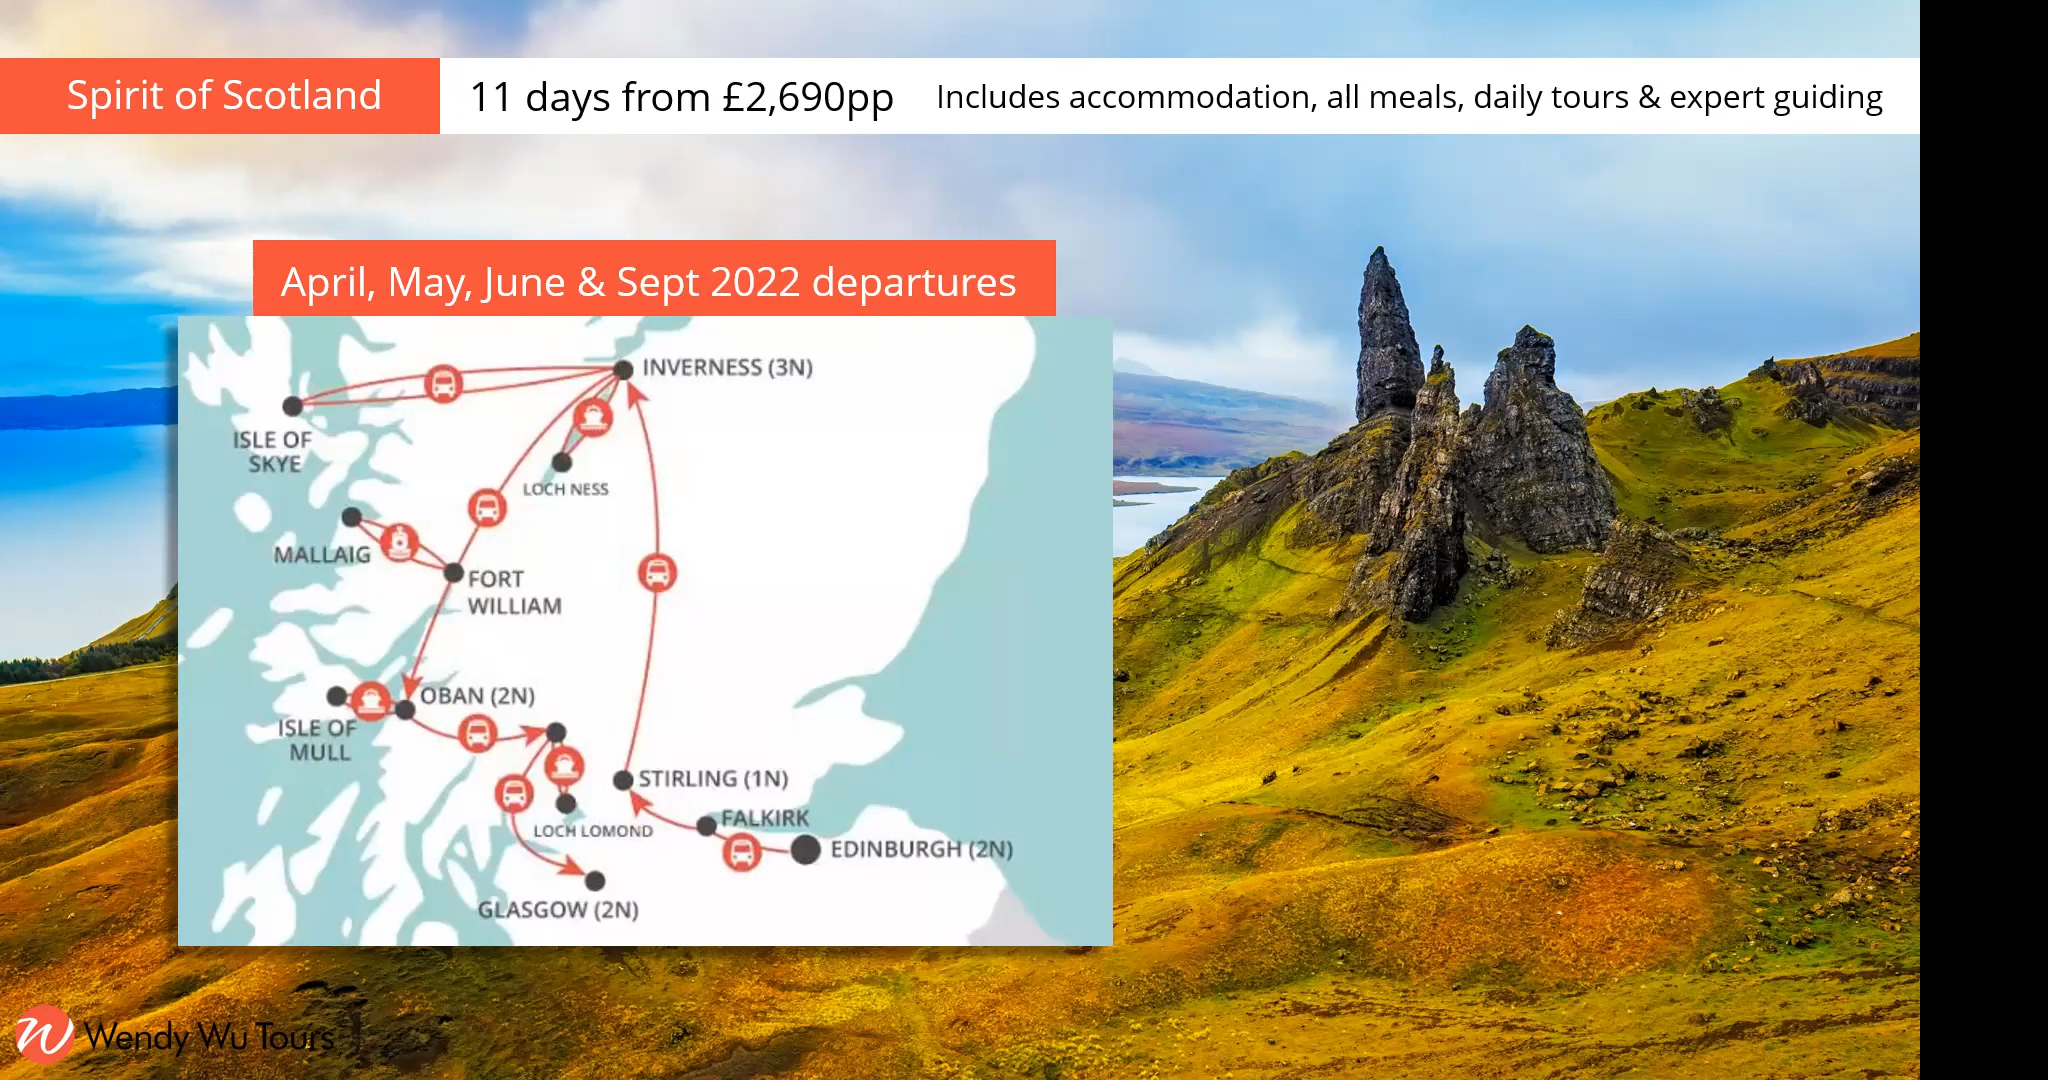 Spirit of Scotland
11 days from £2,690pp
Includes accommodation, all meals, daily tours & expert guiding
April, May, June & Sept 2022 departures
INVERNESS (3N)
ISLE OF
SKYE
LOCH NESS
MALLAIG
FORT
WILLIAM
OBAN (2N)
ISLE OF
MULL
STIRLING (1N)
FALKIRK
LOCH LOMOND
EDINBURGH (2N)
GLASGOW (2N)
W Wendy Wu Tours